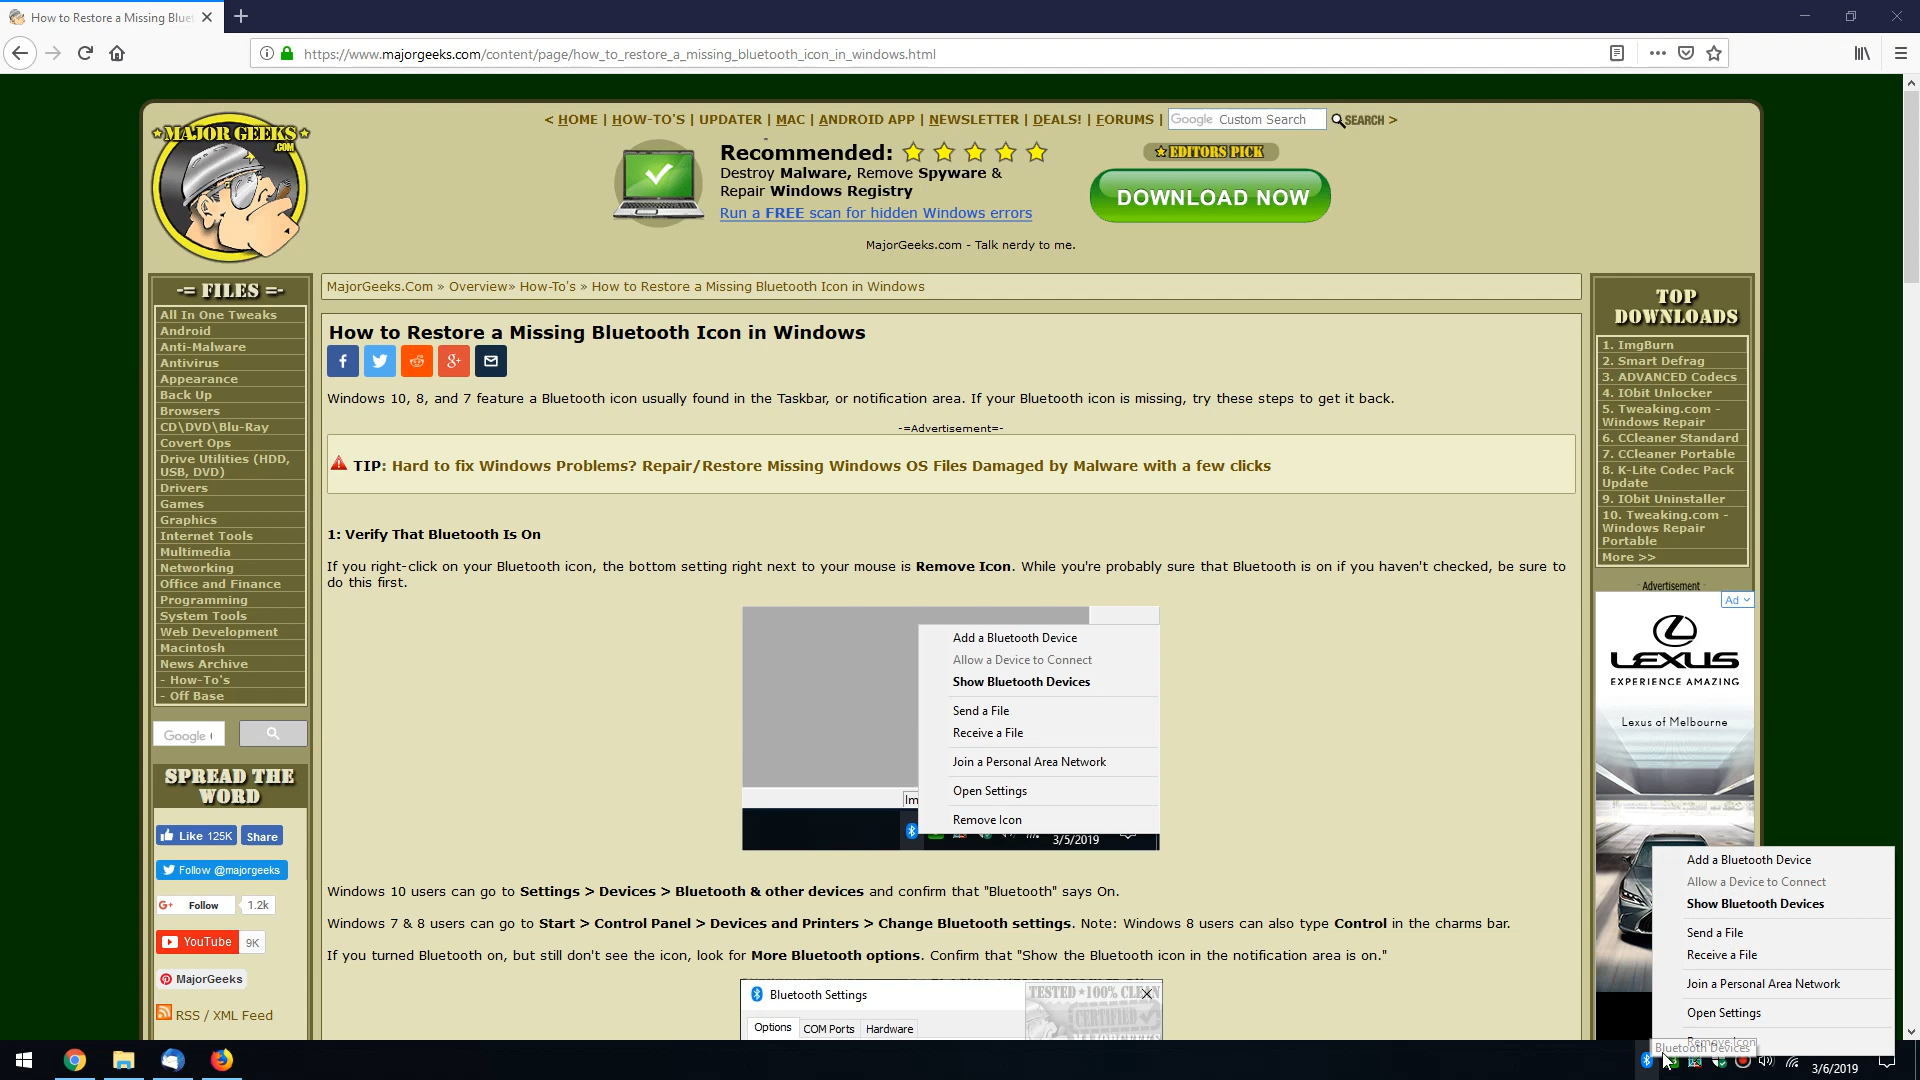 How to Restore a Missing Blue
https://www.majorgeeks.com/content/page/how_to_restore_a_missing_bluetooth_icon_in_windows.html
MAJOR GEEKS
.COM
< HOME | HOW-TO'S | UPDATER | MAC | ANDROID APP | NEWSLETTER | DEALS! | FORUMS | Google Custom Search SEARCH >
Recommended:
Destroy Malware, Remove Spyware &
Repair Windows Registry
Run a FREE scan for hidden Windows errors
EDITORS PICK
DOWNLOAD NOW
MajorGeeks.com - Talk nerdy to me.
-= FILES =-
All In One Tweaks
Android
Anti-Malware
Antivirus
Appearance
Back Up
Browsers
CD\DVD\Blu-Ray
Covert Ops
Drive Utilities (HDD,
USB, DVD)
Drivers
Games
Graphics
Internet Tools
Multimedia
Networking
Office and Finance
Programming
System Tools
Web Development
Macintosh
News Archive
- How-To's
- Off Base
Google
SPREAD THE
WORD
Like 125K Share
Follow @majorgeeks
G+ Follow 1.2k
YouTube 9K
MajorGeeks
RSS / XML Feed
MajorGeeks.Com » Overview» How-To's » How to Restore a Missing Bluetooth Icon in Windows
How to Restore a Missing Bluetooth Icon in Windows
Windows 10, 8, and 7 feature a Bluetooth icon usually found in the Taskbar, or notification area. If your Bluetooth icon is missing, try these steps to get it back.
-=Advertisement=-
TIP: Hard to fix Windows Problems? Repair/Restore Missing Windows OS Files Damaged by Malware with a few clicks
1: Verify That Bluetooth Is On
If you right-click on your Bluetooth icon, the bottom setting right next to your mouse is Remove Icon. While you're probably sure that Bluetooth is on if you haven't checked, be sure to
do this first.
Add a Bluetooth Device
Allow a Device to Connect
Show Bluetooth Devices
Send a File
Receive a File
Join a Personal Area Network
Open Settings
Im
Remove Icon
3/5/2019
Windows 10 users can go to Settings > Devices > Bluetooth & other devices and confirm that "Bluetooth" says On.
Windows 7 & 8 users can go to Start > Control Panel > Devices and Printers > Change Bluetooth settings. Note: Windows 8 users can also type Control in the charms bar.
If you turned Bluetooth on, but still don't see the icon, look for More Bluetooth options. Confirm that "Show the Bluetooth icon in the notification area is on."
Bluetooth Settings
TESTED ★100% CLEAN
CERTIFIED
Options COM Ports Hardware
TOP
DOWNLOADS
1. ImgBurn
2. Smart Defrag
3. ADVANCED Codecs
4. IObit Unlocker
5. Tweaking.com -
Windows Repair
6. CCleaner Standard
7. CCleaner Portable
8. K-Lite Codec Pack
Update
9. IObit Uninstaller
10. Tweaking.com -
Windows Repair
Portable
More >>
Advertisement
Ad
LEXUS
EXPERIENCE AMAZING
Lexus of Melbourne
Add a Bluetooth Device
Allow a Device to Connect
Show Bluetooth Devices
Send a File
Receive a File
Join a Personal Area Network
Open Settings
Remove Icon
Bluetooth Devices
3/6/2019